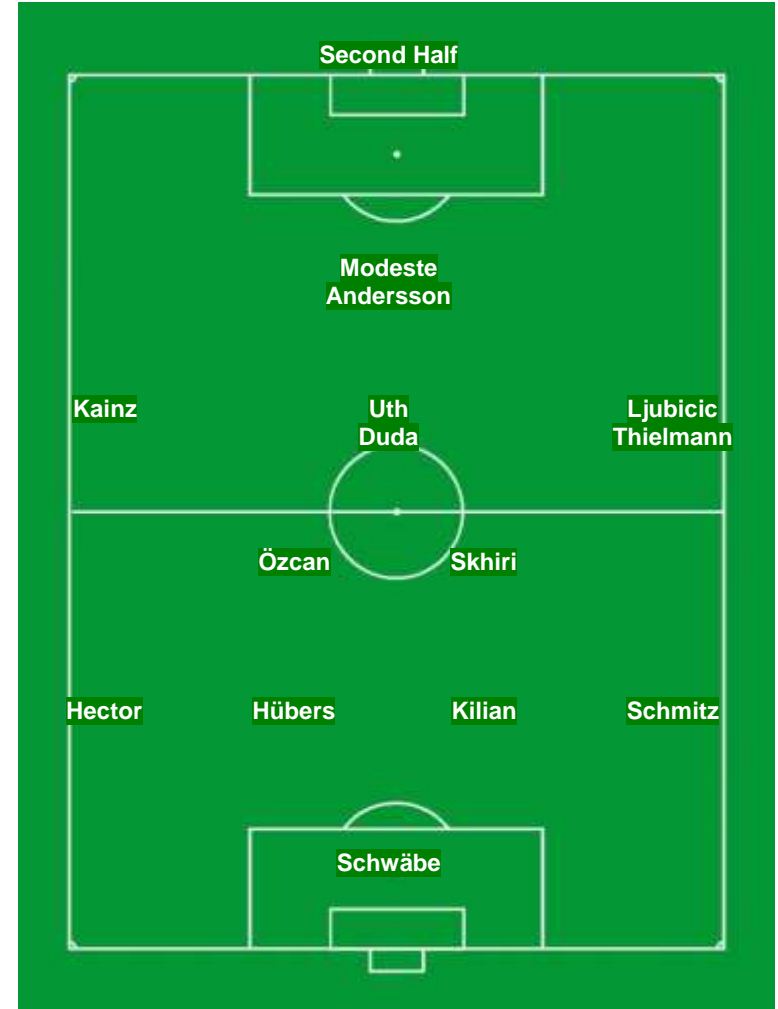 Second Half
Modeste
Andersson
Kainz Uth Ljubicic
Duda Thielmann
Özcan Skhiri
Hector Hübers Kilian Schmitz
Schwäbe